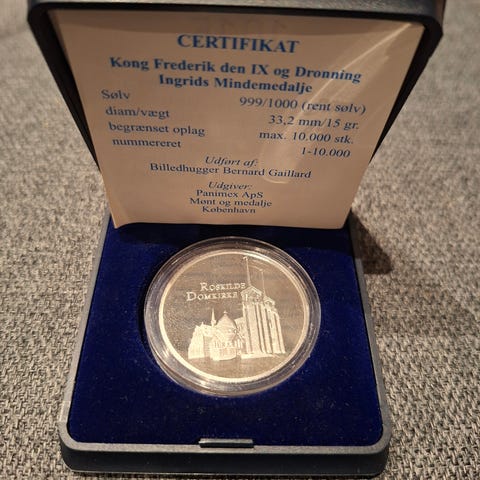 CERTIFIKAT
Kong Frederik den IX og Dronning
Ingrids Mindemedalje
Sølv 999/1000 (rent sølv)
diam/vægt 33,2 mm/15 gr.
begrænset oplag max. 10.000 stk.
nummereret 1-10.000
Udført af:
Billedhugger Bernard Gaillard
Udgiver:
Panimex ApS
Mønt og medalje
København
ROSKILDE
DOMKIRKE